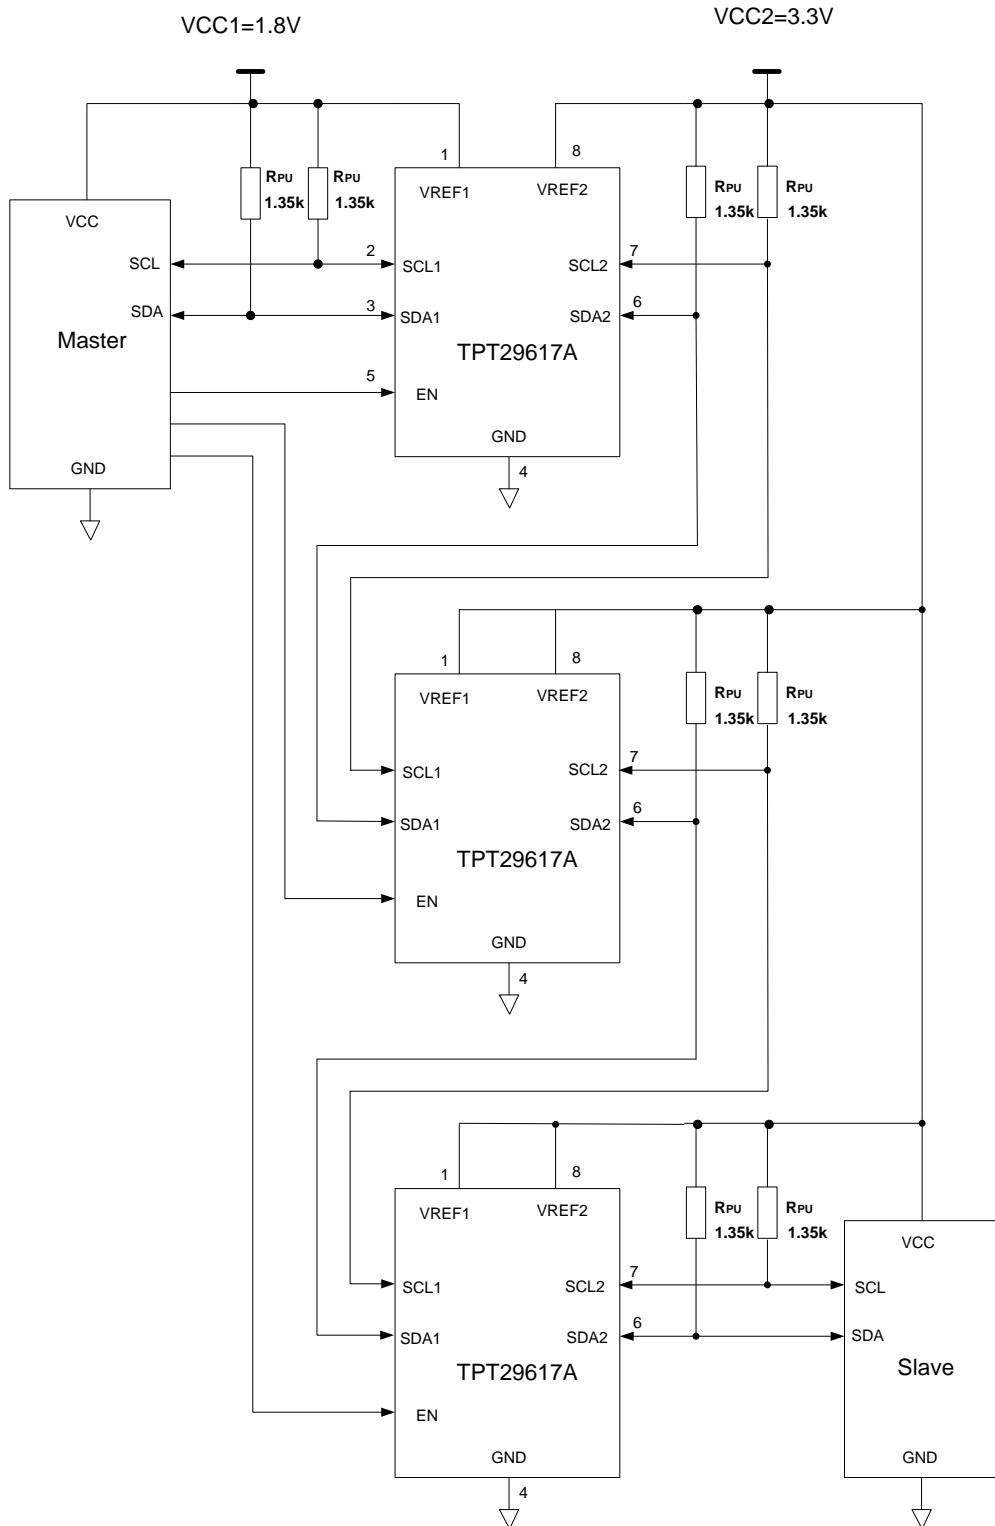 VCC1=1.8V
VCC2=3.3V
1
8
RPU
1.35k
RPU
1.35k
VREF1
VREF2
RPU
1.35k
RPU
1.35k
VCC
SCL
2
SCL1
SCL2
7
SDA
3
SDA1
SDA2
6
Master
TPT29617A
5
EN
GND
GND
4
1
8
VREF1
VREF2
RPU
1.35k
RPU
1.35k
SCL1
SCL2
7
SDA1
SDA2
6
TPT29617A
EN
GND
4
1
8
VREF1
VREF2
RPU
1.35k
RPU
1.35k
VCC
SCL1
SCL2
7
SCL
SDA1
SDA2
6
SDA
TPT29617A
Slave
EN
GND
GND
4